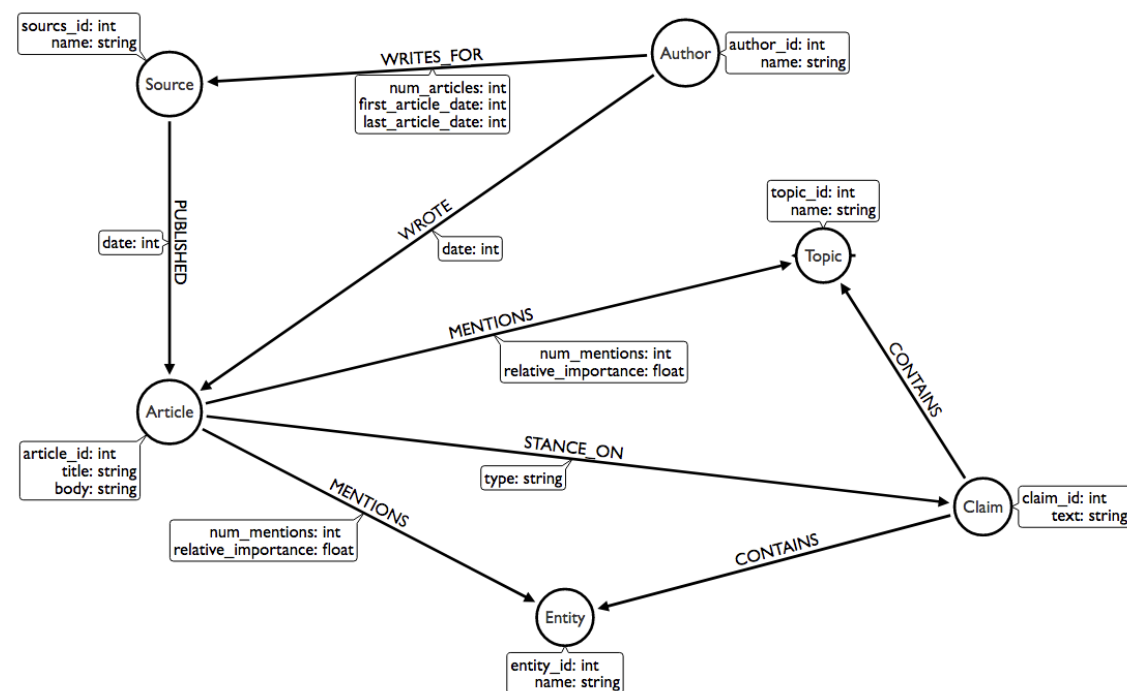 sourcs_id: int
name: string
Source
WRITES_FOR
num_articles: int
first_article_date: int
last_article_date: int
Author
author_id: int
name: string
PUBLISHED
date: int
WROTE
date: int
topic_id: int
name: string
Topic
MENTIONS
num_mentions: int
relative_importance: float
CONTAINS
Article
article_id: int
title: string
body: string
STANCE_ON
type: string
Claim
claim_id: int
text: string
MENTIONS
num_mentions: int
relative_importance: float
CONTAINS
Entity
entity_id: int
name: string